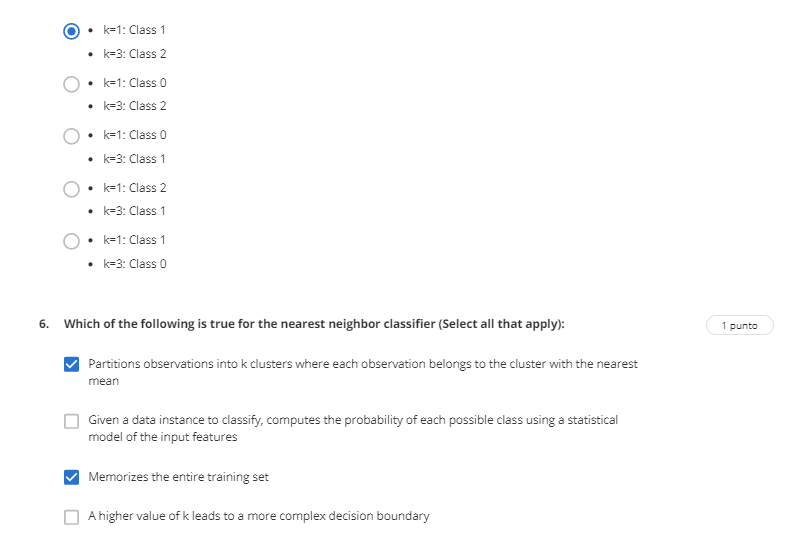 • k=1: Class 1
• k=3: Class 2
• k=1: Class 0
• k=3: Class 2
• k=1: Class 0
• k=3: Class 1
• k=1: Class 2
• k=3: Class 1
• k=1: Class 1
• k=3: Class 0
6. Which of the following is true for the nearest neighbor classifier (Select all that apply):
1 punto
Partitions observations into k clusters where each observation belongs to the cluster with the nearest
mean
Given a data instance to classify, computes the probability of each possible class using a statistical
model of the input features
Memorizes the entire training set
A higher value of k leads to a more complex decision boundary